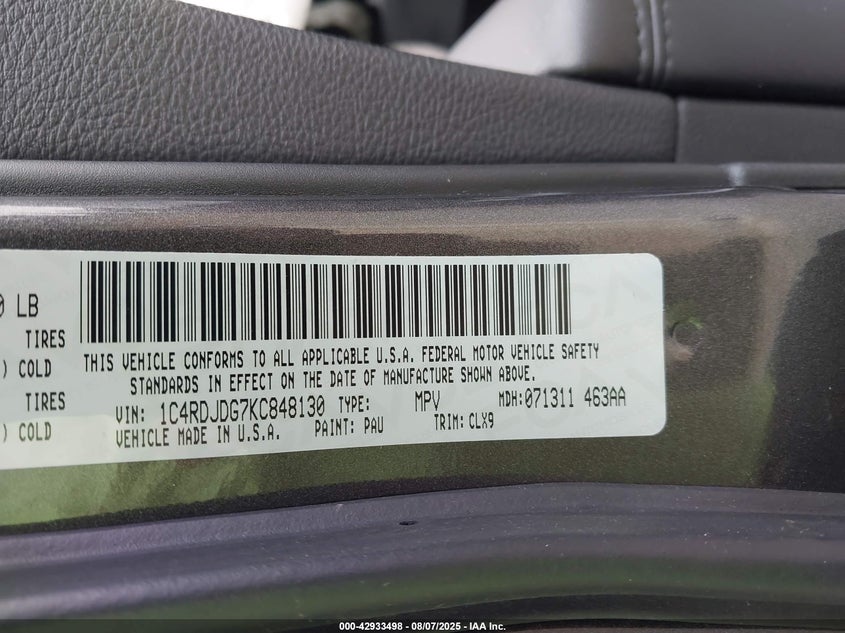 0 LB
TIRES
) COLD
TIRES
) COLD
THIS VEHICLE CONFORMS TO ALL APPLICABLE U.S.A. FEDERAL MOTOR VEHICLE SAFETY
STANDARDS IN EFFECT ON THE DATE OF MANUFACTURE SHOWN ABOVE.
VIN: 1C4RDJDG7KC848130 TYPE: MPV MDH:071311 463AA
VEHICLE MADE IN U.S.A. PAINT: PAU TRIM: CLX9
000-42933498 - 08/07/2025 - IAA Inc.